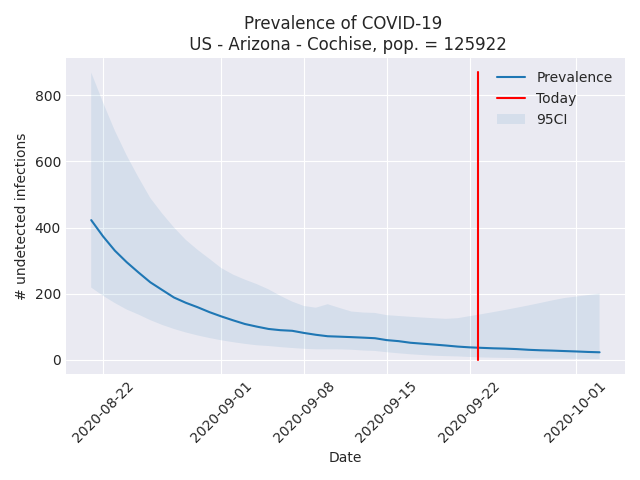 Prevalence of COVID-19
US - Arizona - Cochise, pop. = 125922
Prevalence
Today
95CI
# undetected infections
800
600
400
200
0
2020-08-22
2020-09-01
2020-09-08
2020-09-15
2020-09-22
2020-10-01
Date